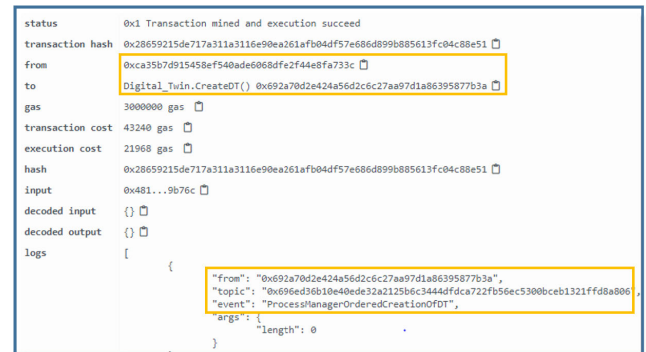 status 0x1 Transaction mined and execution succeed
transaction hash 0x28659215de717a311a3116e90ea261afb04df57e686d899b885613fc04c88e51
from 0xca35b7d915458ef540ade6068dfe2f44e8fa733c
to Digital_Twin.CreateDT() 0x692a70d2e424a56d2c6c27aa97d1a86395877b3a
gas 3000000 gas
transaction cost 43240 gas
execution cost 21968 gas
hash 0x28659215de717a311a3116e90ea261afb04df57e686d899b885613fc04c88e51
input 0x481...9b76c
decoded input {}
decoded output {}
logs [
{
"from": "0x692a70d2e424a56d2c6c27aa97d1a86395877b3a",
"topic": "0x696ed36b10e40ede32a2125b6c3444dfdca722fb56ec5300bceb1321ffd8a806",
"event": "ProcessManagerOrderedCreationOfDT",
"args": {
"length": 0
}